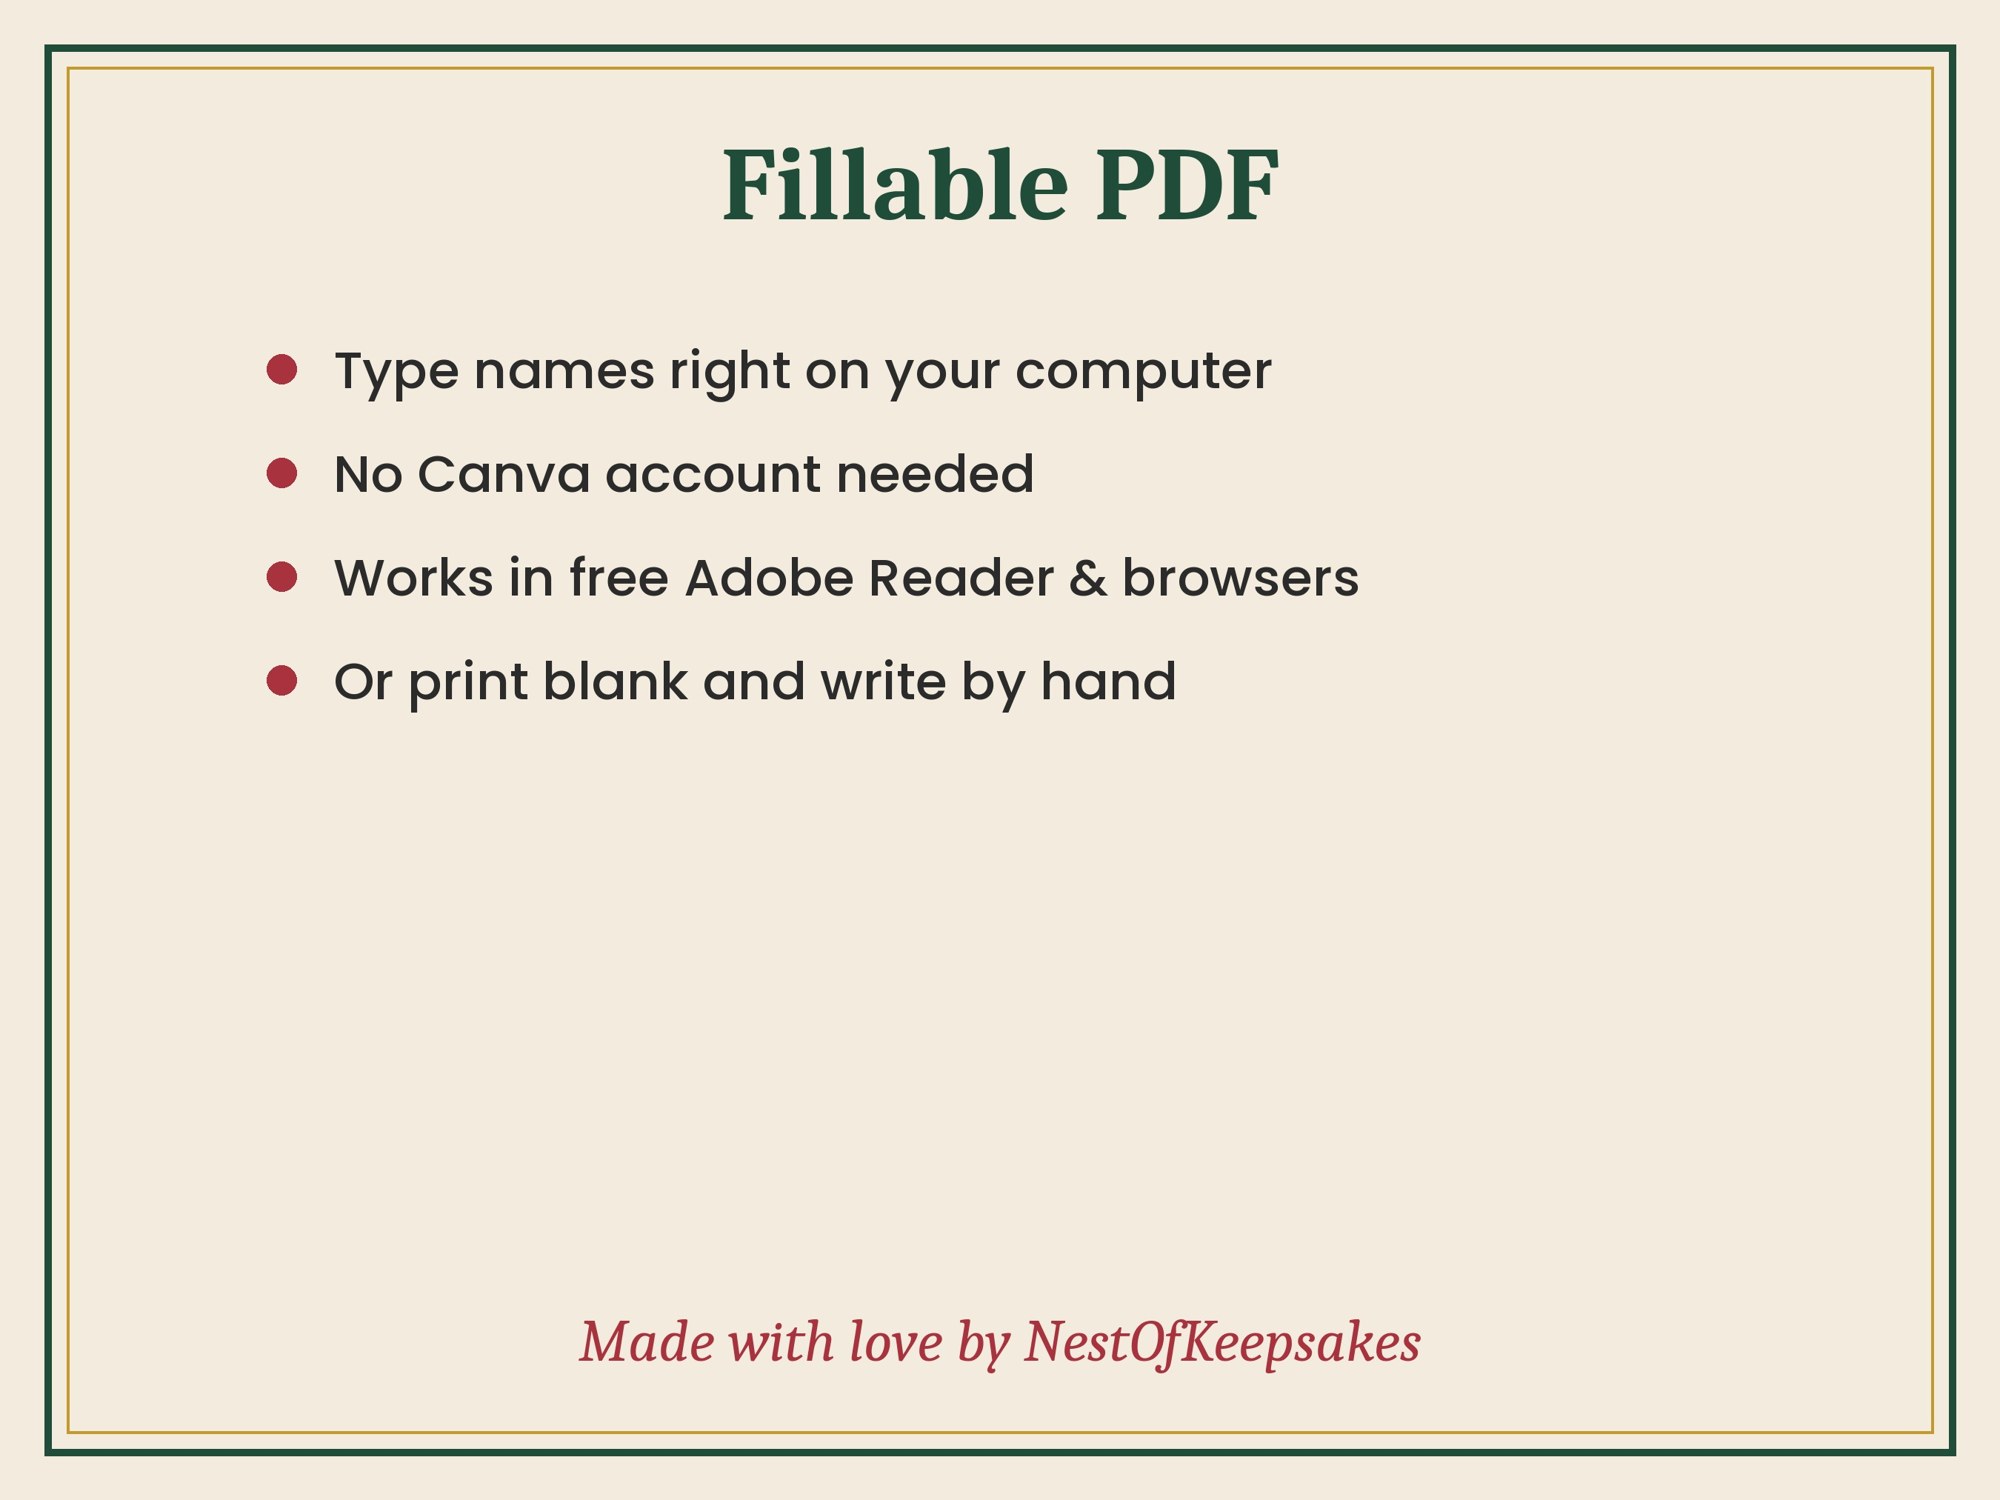 Fillable PDF
Type names right on your computer
No Canva account needed
Works in free Adobe Reader & browsers
Or print blank and write by hand
Made with love by NestOfKeepsakes